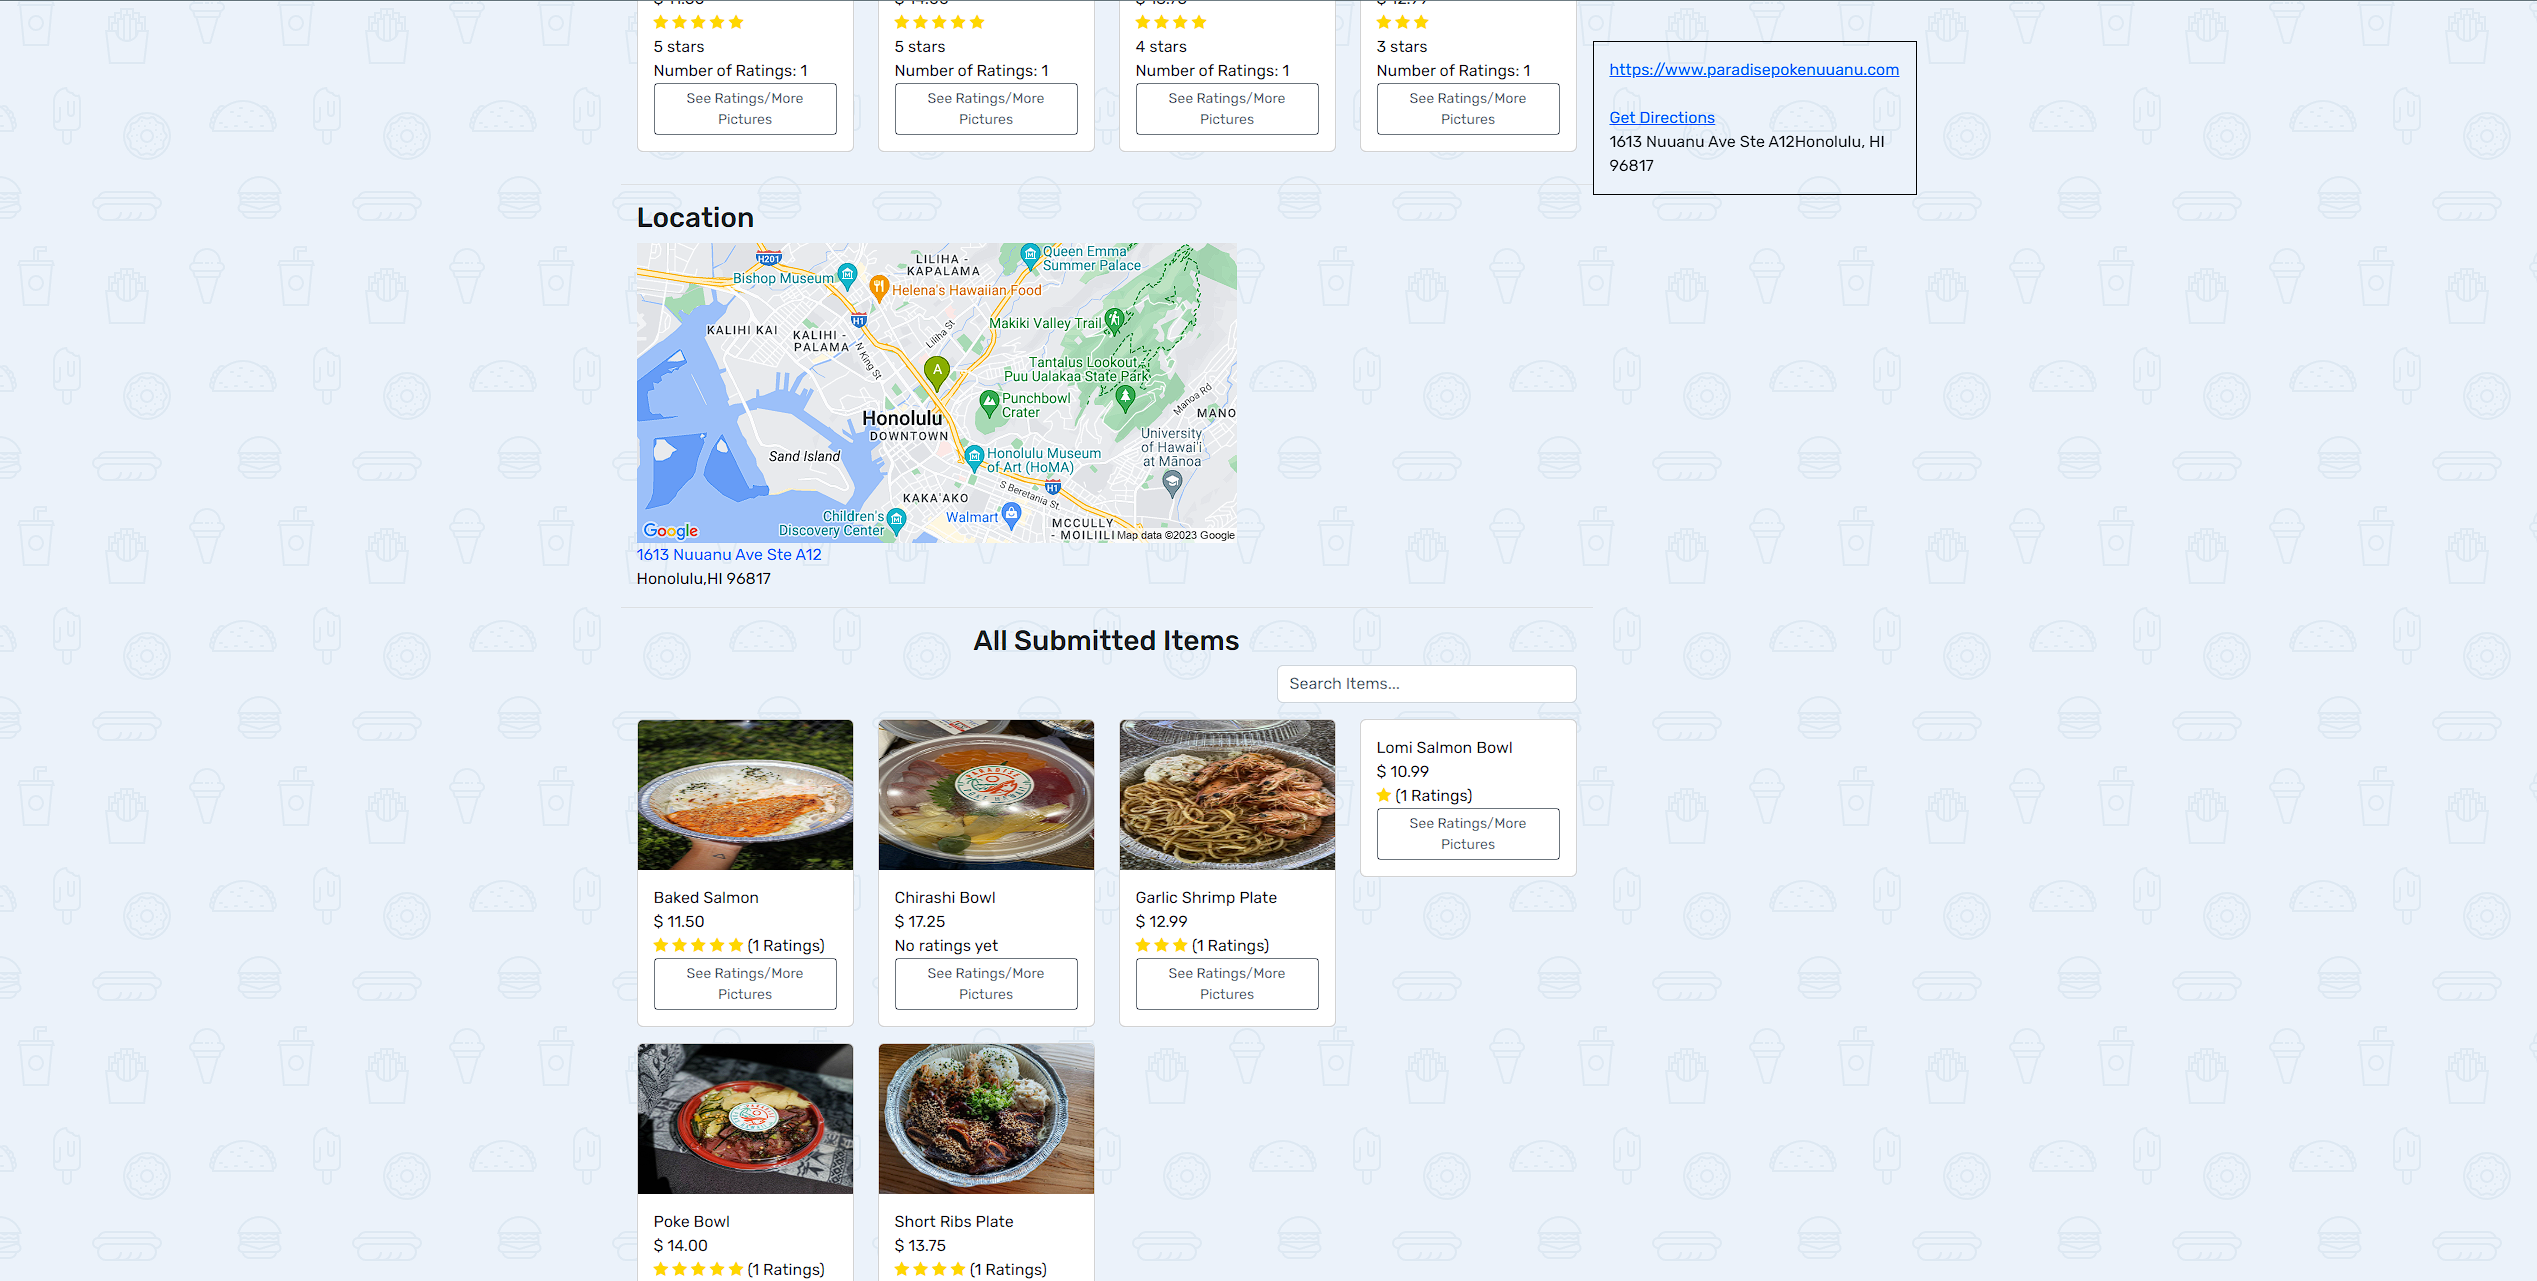 5 stars
Number of Ratings: 1
See Ratings/More
Pictures
5 stars
Number of Ratings: 1
See Ratings/More
Pictures
4 stars
Number of Ratings: 1
See Ratings/More
Pictures
3 stars
Number of Ratings: 1
See Ratings/More
Pictures
https://www.paradisepokenuuanu.com
Get Directions
1613 Nuuanu Ave Ste A12Honolulu, HI
96817
Location
H201
Bishop Museum
LILIHA -
KAPALAMA
Queen Emma
Summer Palace
Helena's Hawaiian Food
H1
KALIHI KAI
KALIHI -
PALAMA
N King St
Liliha St
Makiki Valley Trail
A
Tantalus Lookout -
Puu Ualakaa State Park
Punchbowl
Crater
Manoa Rd
MANO
Honolulu
DOWNTOWN
University
of Hawai'i
at Mānoa
Sand Island
Honolulu Museum
of Art (HoMA)
H1
S Beretania St
KAKA'AKO
Children's
Discovery Center
Walmart
MCCULLY
- MOILIILI
Google
Map data ©2023 Google
1613 Nuuanu Ave Ste A12
Honolulu,HI 96817
All Submitted Items
Search Items...
Baked Salmon
$ 11.50
(1 Ratings)
See Ratings/More
Pictures
Chirashi Bowl
$ 17.25
No ratings yet
See Ratings/More
Pictures
Garlic Shrimp Plate
$ 12.99
(1 Ratings)
See Ratings/More
Pictures
Lomi Salmon Bowl
$ 10.99
(1 Ratings)
See Ratings/More
Pictures
Poke Bowl
$ 14.00
(1 Ratings)
Short Ribs Plate
$ 13.75
(1 Ratings)